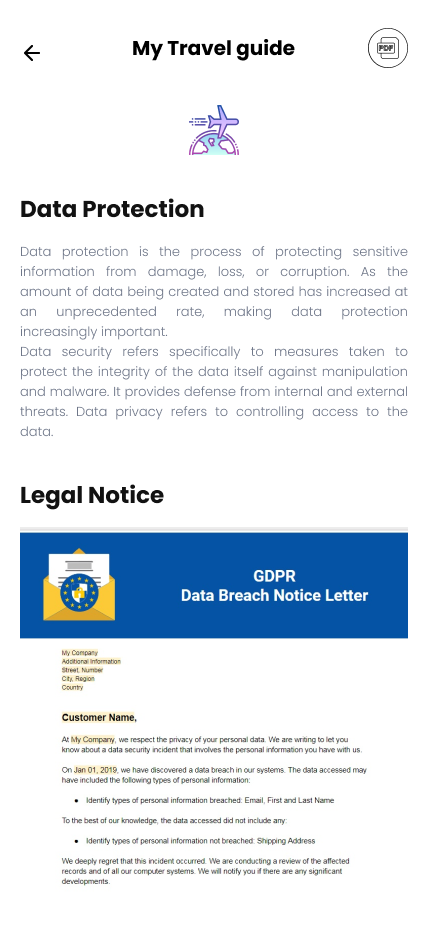 My Travel guide
PDF
Data Protection
Data protection is the process of protecting sensitive
information from damage, loss, or corruption. As the
amount of data being created and stored has increased at
an unprecedented rate, making data protection
increasingly important.
Data security refers specifically to measures taken to
protect the integrity of the data itself against manipulation
and malware. It provides defense from internal and external
threats. Data privacy refers to controlling access to the
data.
Legal Notice
GDPR
Data Breach Notice Letter
My Company
Additional Information
Street, Number
City, Region
Country
Customer Name,
At My Company, we respect the privacy of your personal data. We are writing to let you
know about a data security incident that involves the personal information you have with us.
On Jan 01, 2019, we have discovered a data breach in our systems. The data accessed may
have included the following types of personal information:
• Identify types of personal information breached: Email, First and Last Name
To the best of our knowledge, the data accessed did not include any:
• Identify types of personal information not breached: Shipping Address
We deeply regret that this incident occurred. We are conducting a review of the affected
records and of all our computer systems. We will notify you if there are any significant
developments.